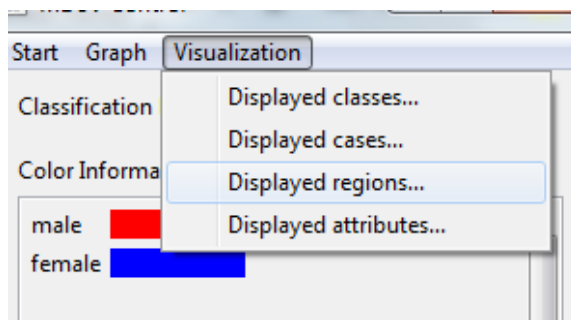 Start Graph Visualization
Classification
Displayed classes...
Displayed cases...
Color Informa
Displayed regions...
male
Displayed attributes...
female